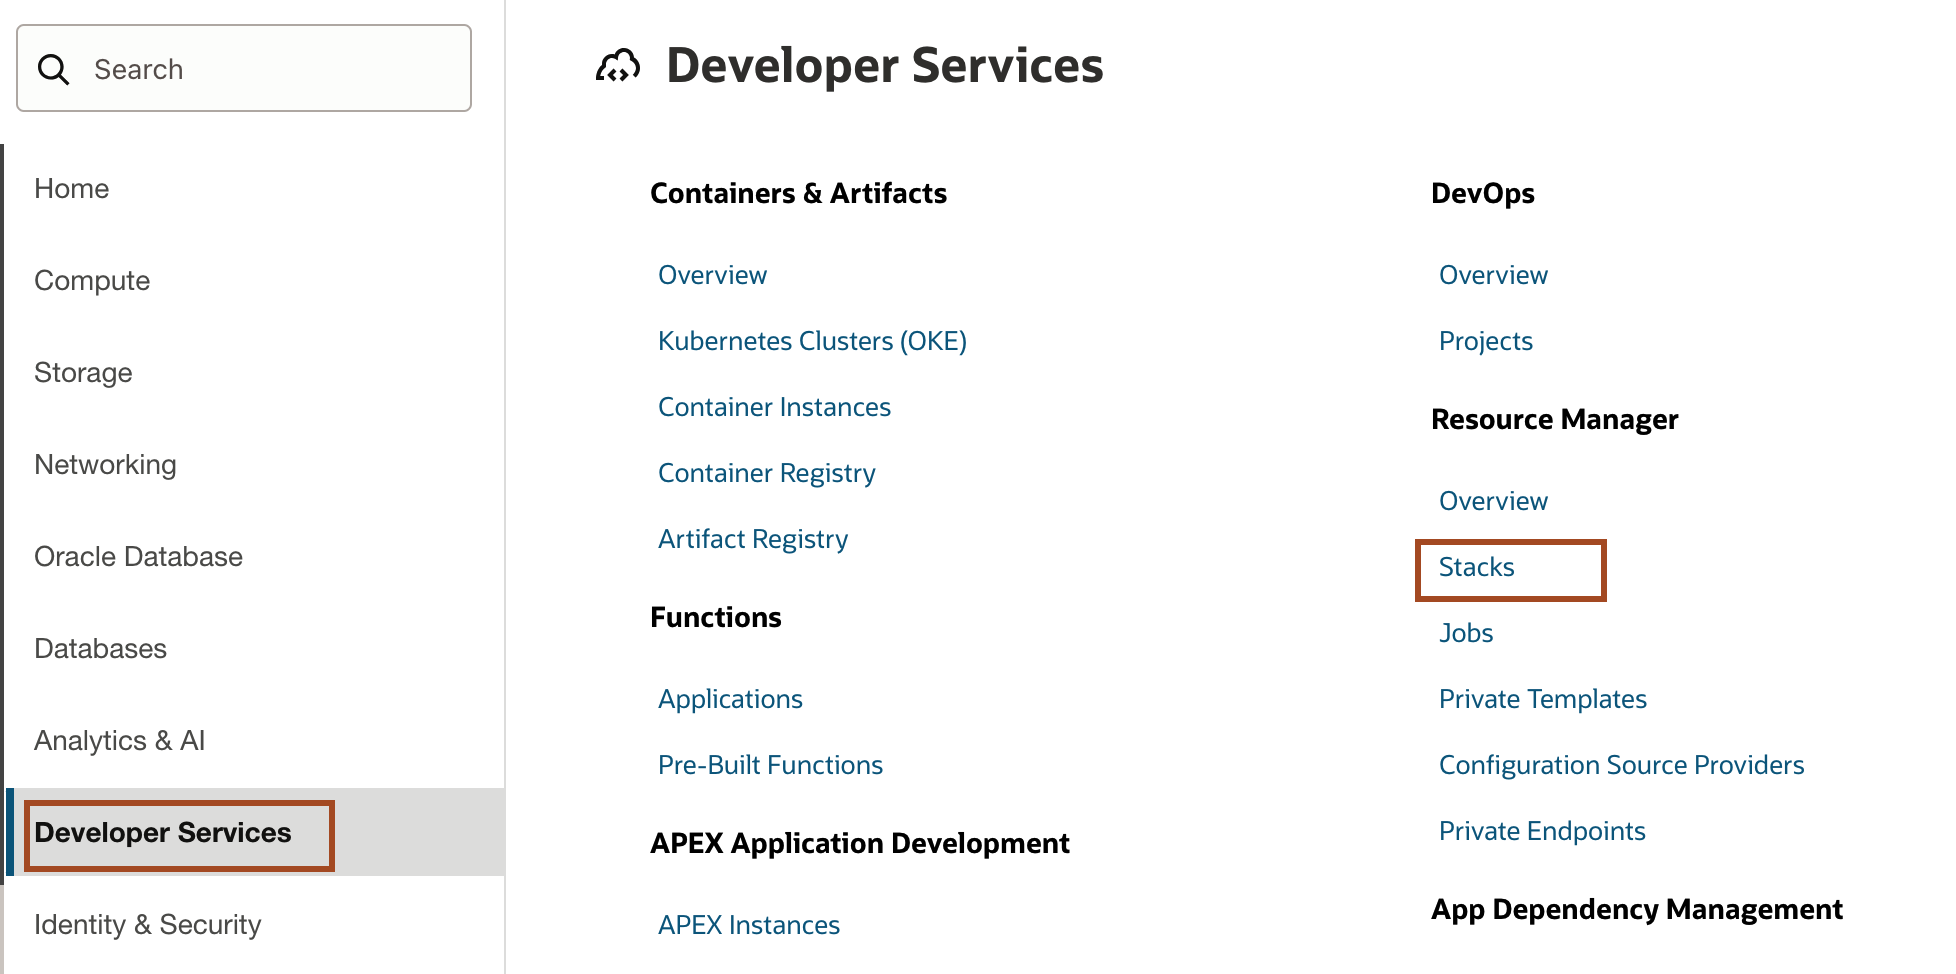 Search
Home
Compute
Storage
Networking
Oracle Database
Databases
Analytics & AI
Developer Services
Identity & Security
Developer Services
Containers & Artifacts
Overview
Kubernetes Clusters (OKE)
Container Instances
Container Registry
Artifact Registry
Functions
Applications
Pre-Built Functions
APEX Application Development
APEX Instances
DevOps
Overview
Projects
Resource Manager
Overview
Stacks
Jobs
Private Templates
Configuration Source Providers
Private Endpoints
App Dependency Management